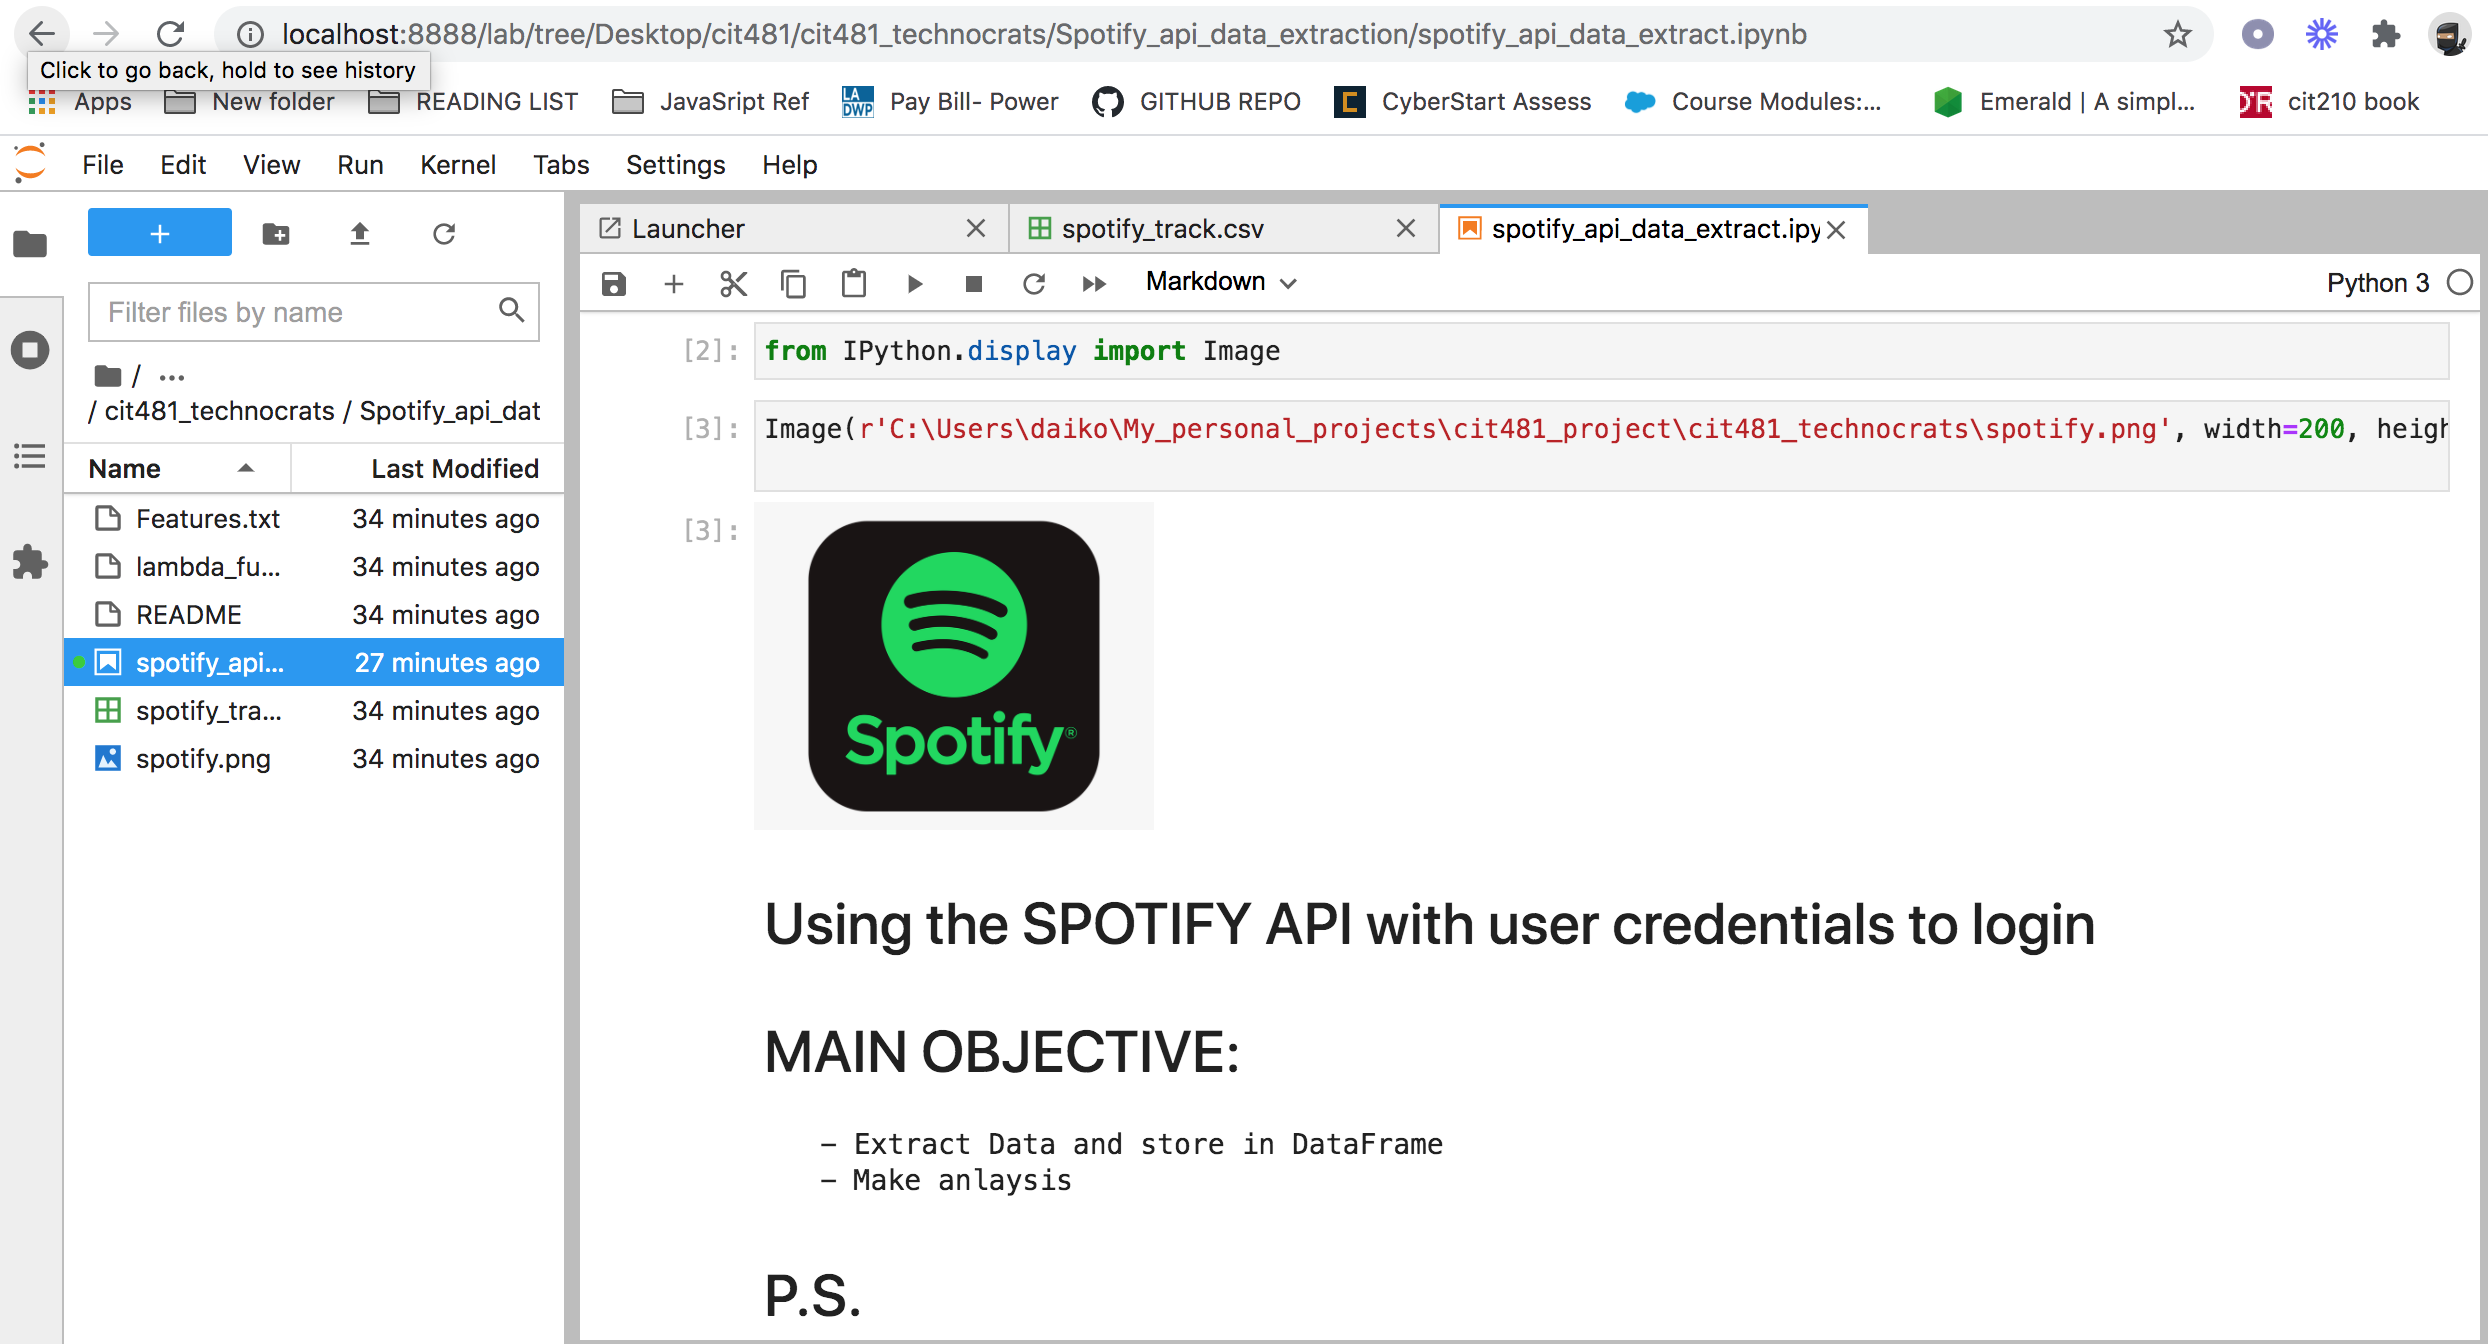 localhost:8888/lab/tree/Desktop/cit481/cit481_technocrats/Spotify_api_data_extraction/spotify_api_data_extract.ipynb
Click to go back, hold to see history
Apps New folder READING LIST JavaSript Ref LA DWP Pay Bill- Power GITHUB REPO C CyberStart Assess Course Modules:... Emerald | A simpl... O'R cit210 book
File Edit View Run Kernel Tabs Settings Help
Launcher spotify_track.csv spotify_api_data_extract.ipy
Markdown Python 3
Filter files by name
/ ...
/ cit481_technocrats / Spotify_api_dat
Name Last Modified
Features.txt 34 minutes ago
lambda_fu... 34 minutes ago
README 34 minutes ago
spotify_api... 27 minutes ago
spotify_tra... 34 minutes ago
spotify.png 34 minutes ago
[2]: from IPython.display import Image
[3]: Image(r'C:\Users\daiko\My_personal_projects\cit481_project\cit481_technocrats\spotify.png', width=200, heigh
[3]:
Spotify®
Using the SPOTIFY API with user credentials to login
MAIN OBJECTIVE:
– Extract Data and store in DataFrame
– Make anlaysis
P.S.